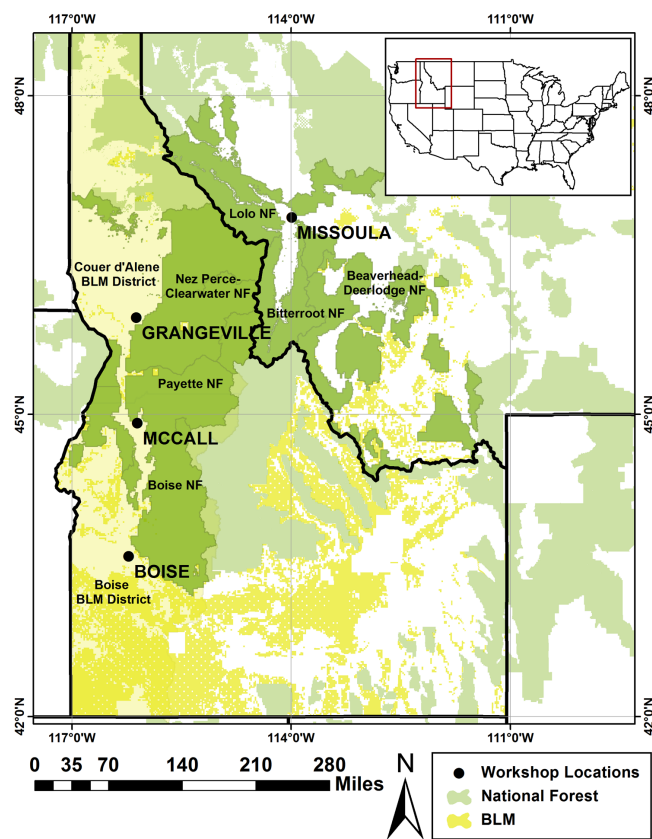 117°0'W 114°0'W 111°0'W
48°0'N
48°0'N
Lolo NF
MISSOULA
Couer d'Alene
BLM District
Nez Perce-
Clearwater NF
Beaverhead-
Deerlodge NF
Bitterroot NF
GRANGEVILLE
Payette NF
45°0'N
45°0'N
MCCALL
Boise NF
BOISE
Boise
BLM District
42°0'N
42°0'N
117°0'W 114°0'W 111°0'W
0 35 70 140 210 280
Miles
N
Workshop Locations
National Forest
BLM